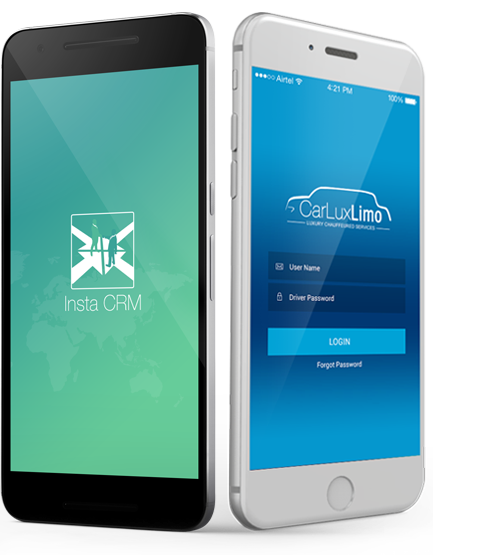 Insta CRM
Airtel
4:21 PM
100%
CarLuxLimo
LUXURY CHAUFFEURED SERVICES
User Name
Driver Password
LOGIN
Forgot Password